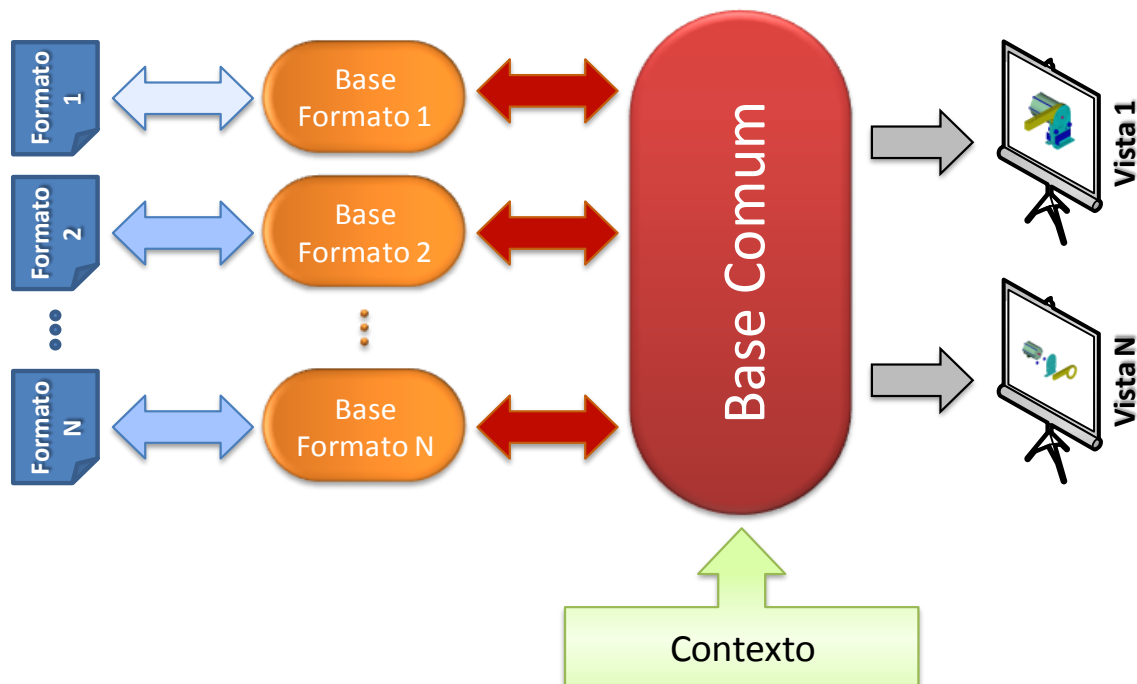 Formato
1
Base
Formato 1
Formato
2
Base
Formato 2
Formato
N
Base
Formato N
Base Comum
Vista 1
Vista N
Contexto